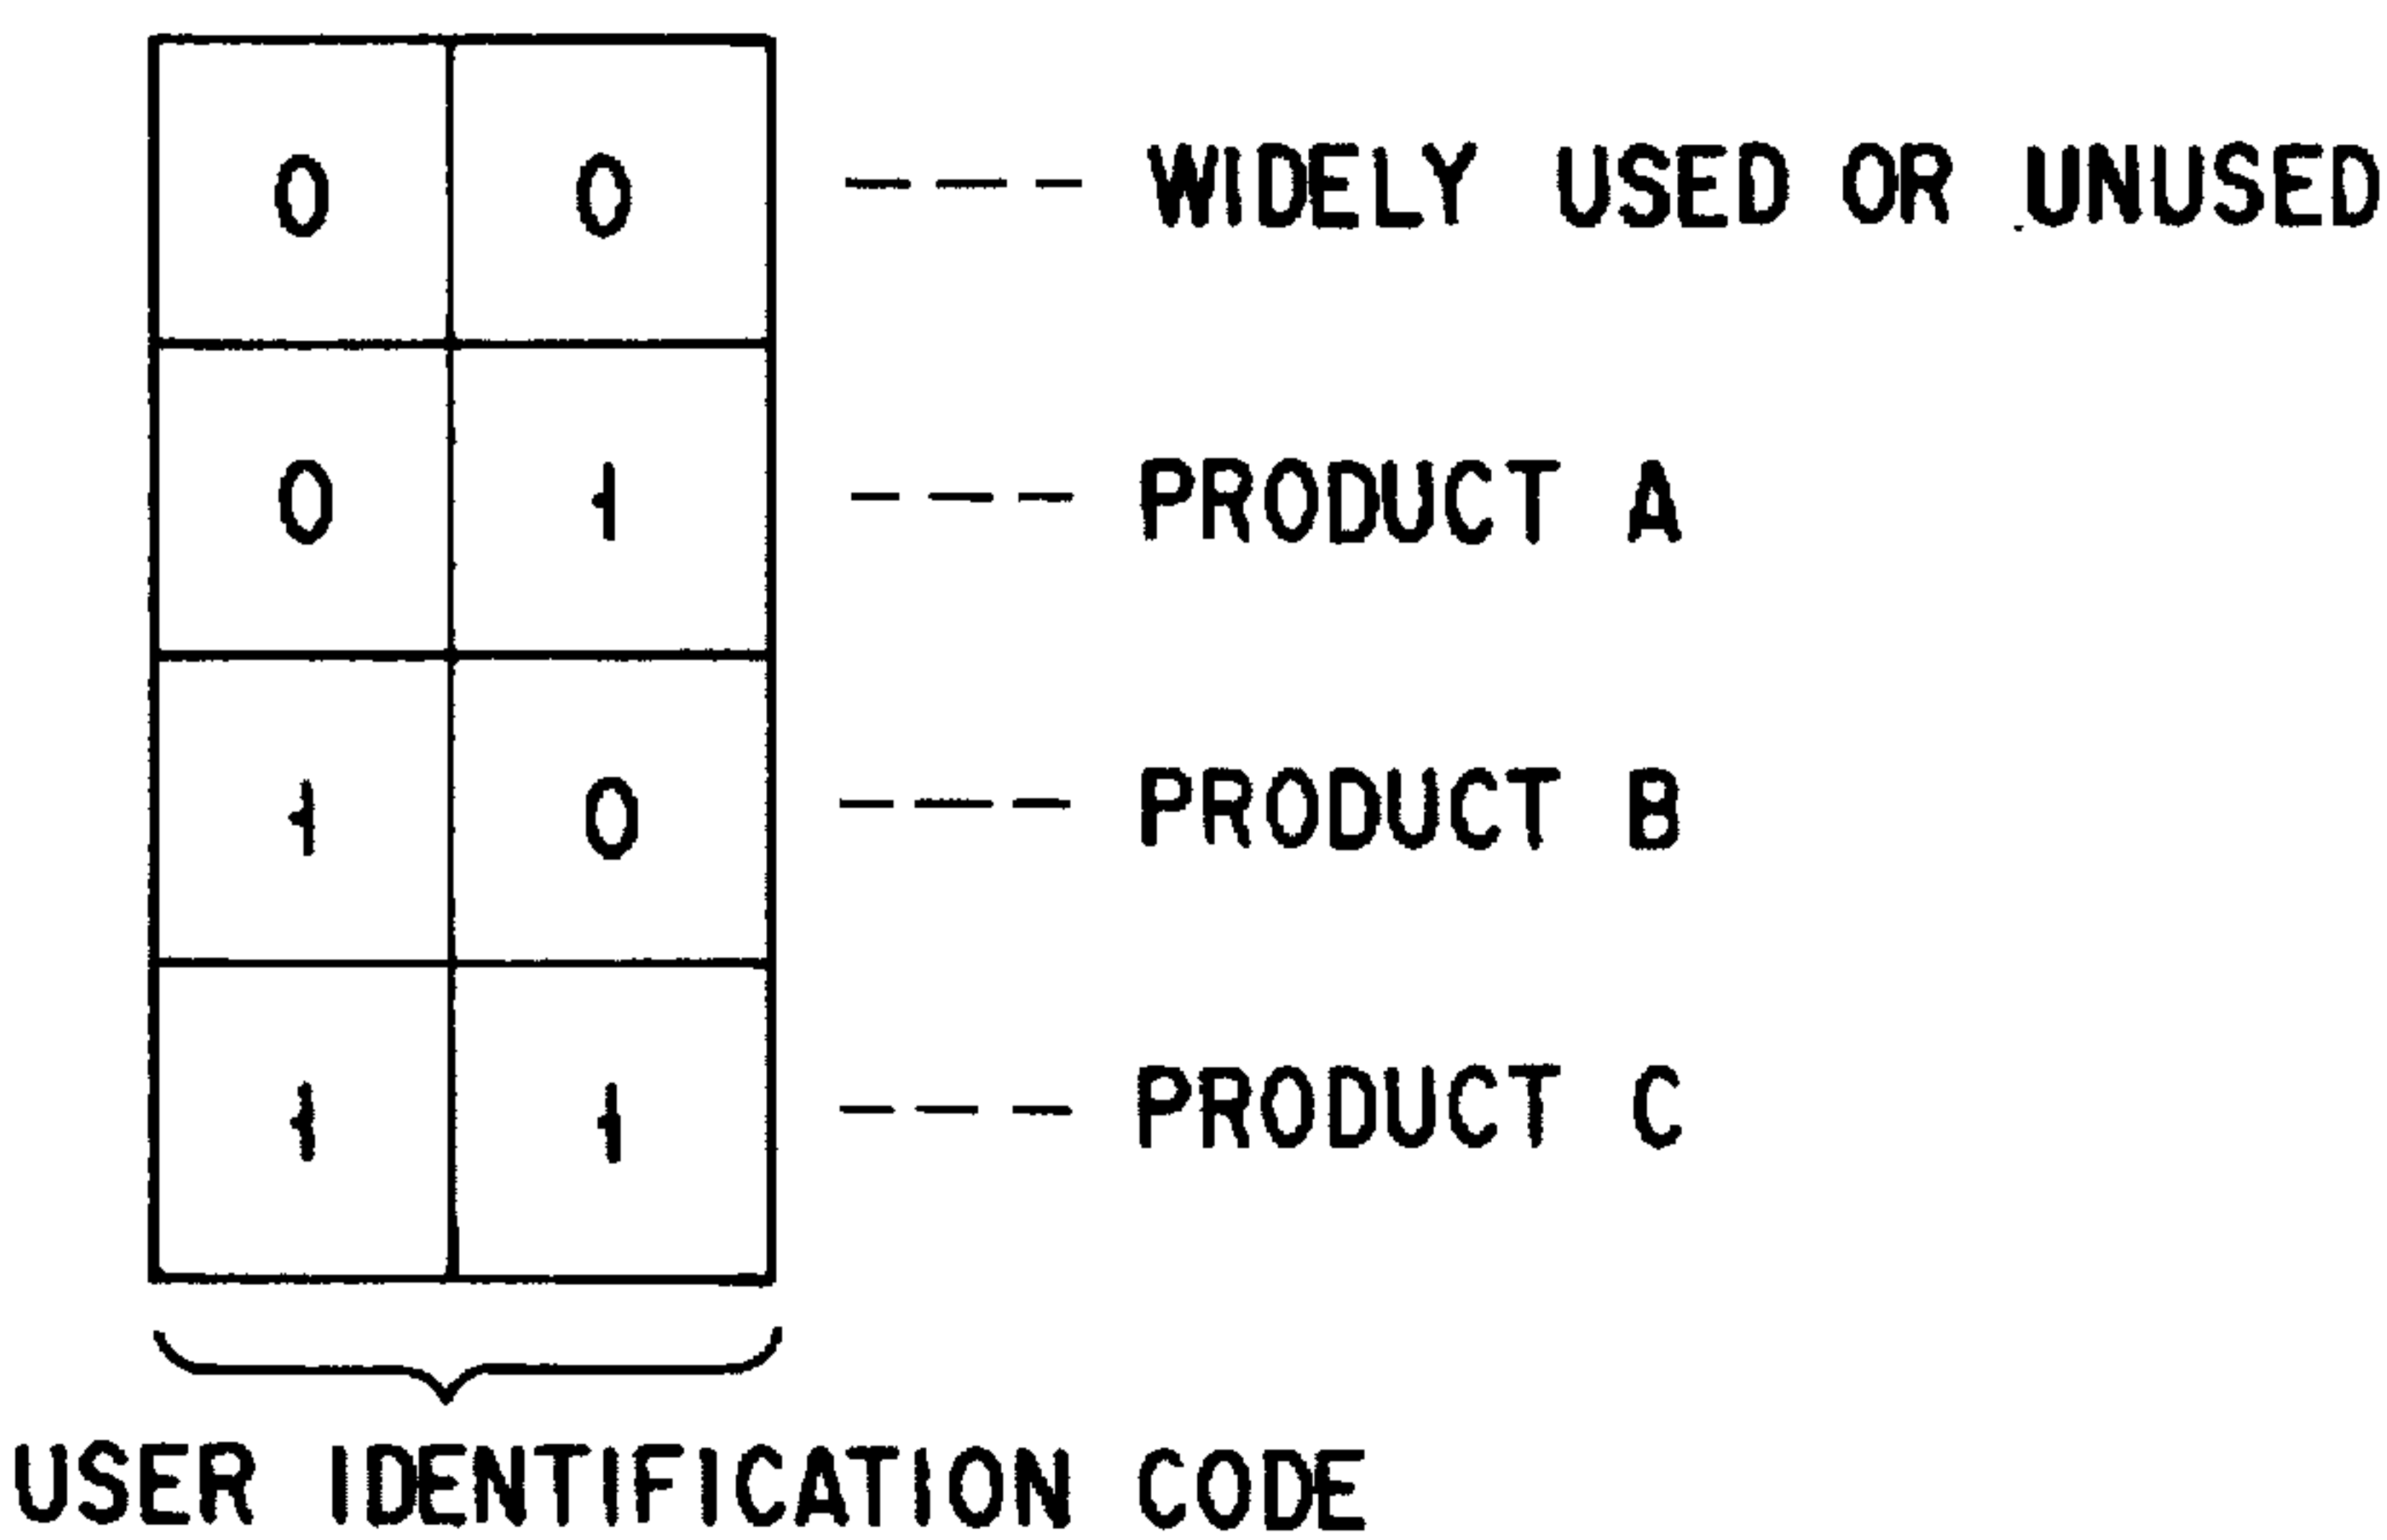 0 0 --- WIDELY USED OR UNUSED
0 1 --- PRODUCT A
1 0 --- PRODUCT B
1 1 --- PRODUCT C
USER IDENTIFICATION CODE